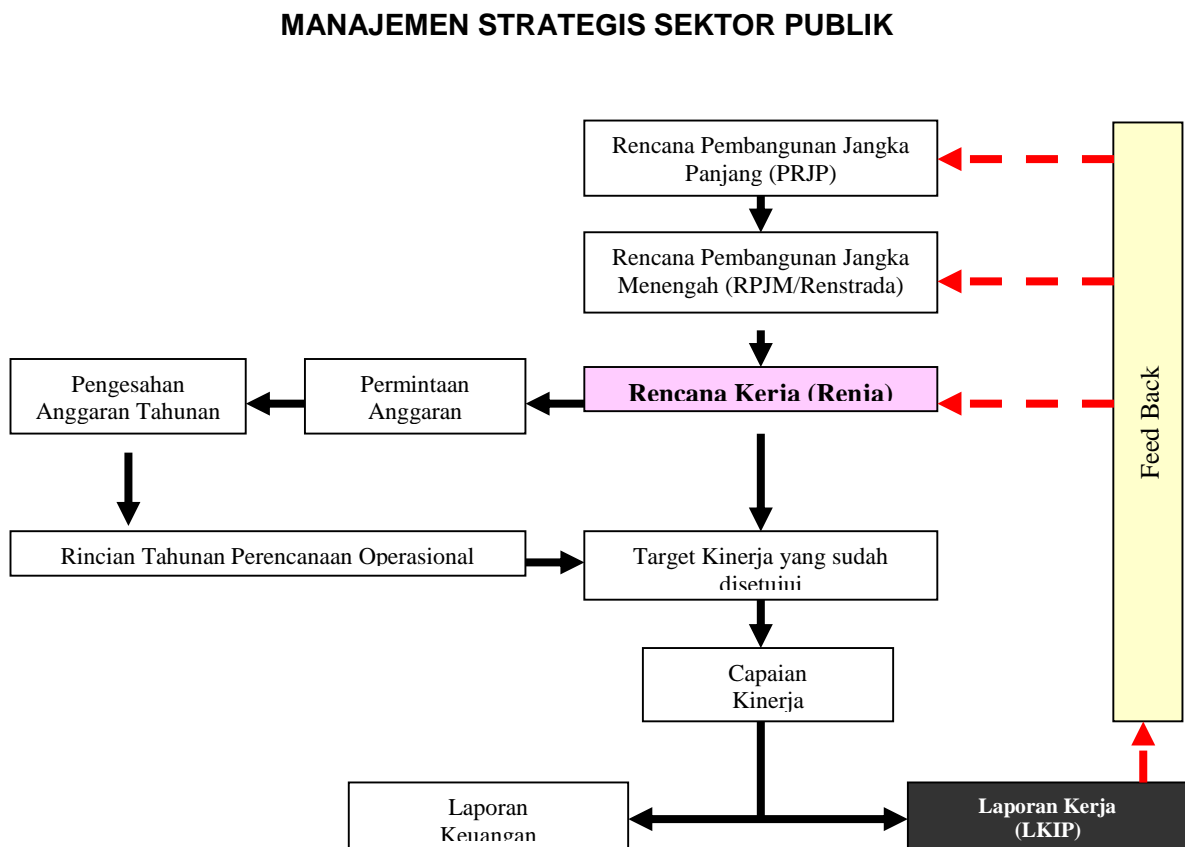 MANAJEMEN STRATEGIS SEKTOR PUBLIK
Rencana Pembangunan Jangka
Panjang (PRJP)
Rencana Pembangunan Jangka
Menengah (RPJM/Renstrada)
Pengesahan
Anggaran Tahunan
Permintaan
Anggaran
Rencana Kerja (Renja)
Feed Back
Rincian Tahunan Perencanaan Operasional
Target Kinerja yang sudah
disetujui
Capaian
Kinerja
Laporan
Keuangan
Laporan Kerja
(LKIP)